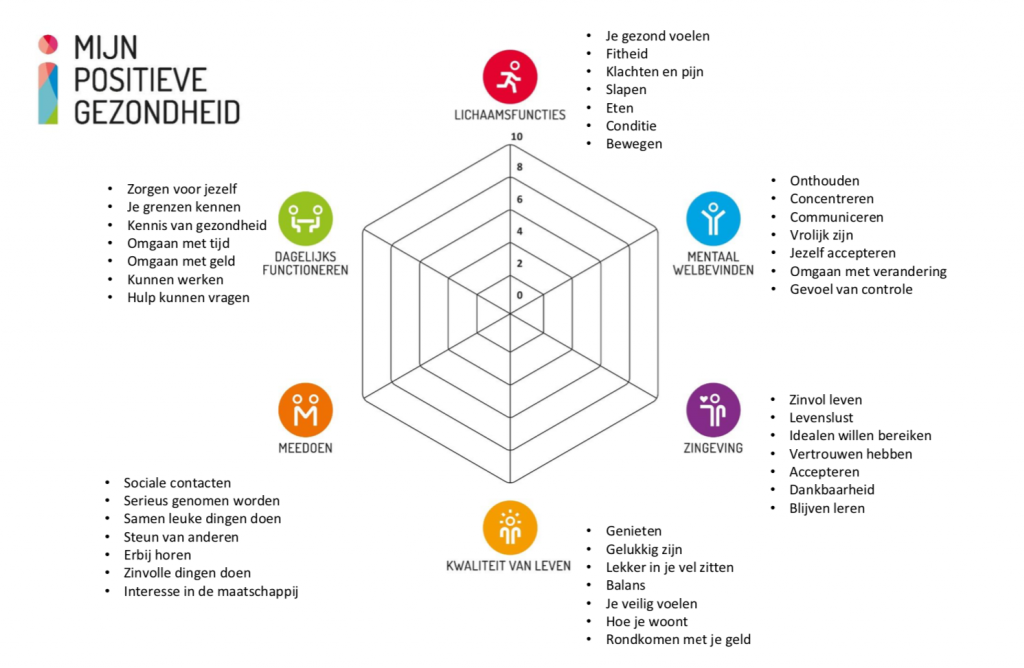 MIJN
POSITIEVE
GEZONDHEID
LICHAAMSFUNCTIES
• Je gezond voelen
• Fitheid
• Klachten en pijn
• Slapen
• Eten
• Conditie
• Bewegen
10
8
6
4
2
0
• Zorgen voor jezelf
• Je grenzen kennen
• Kennis van gezondheid
• Omgaan met tijd
• Omgaan met geld
• Kunnen werken
• Hulp kunnen vragen
DAGELIJKS
FUNCTIONEREN
MENTAAL
WELBEVINDEN
• Onthouden
• Concentreren
• Communiceren
• Vrolijk zijn
• Jezelf accepteren
• Omgaan met verandering
• Gevoel van controle
MEEDOEN
• Sociale contacten
• Serieus genomen worden
• Samen leuke dingen doen
• Steun van anderen
• Erbij horen
• Zinvolle dingen doen
• Interesse in de maatschappij
ZINGEVING
• Zinvol leven
• Levenslust
• Idealen willen bereiken
• Vertrouwen hebben
• Accepteren
• Dankbaarheid
• Blijven leren
KWALITEIT VAN LEVEN
• Genieten
• Gelukkig zijn
• Lekker in je vel zitten
• Balans
• Je veilig voelen
• Hoe je woont
• Rondkomen met je geld